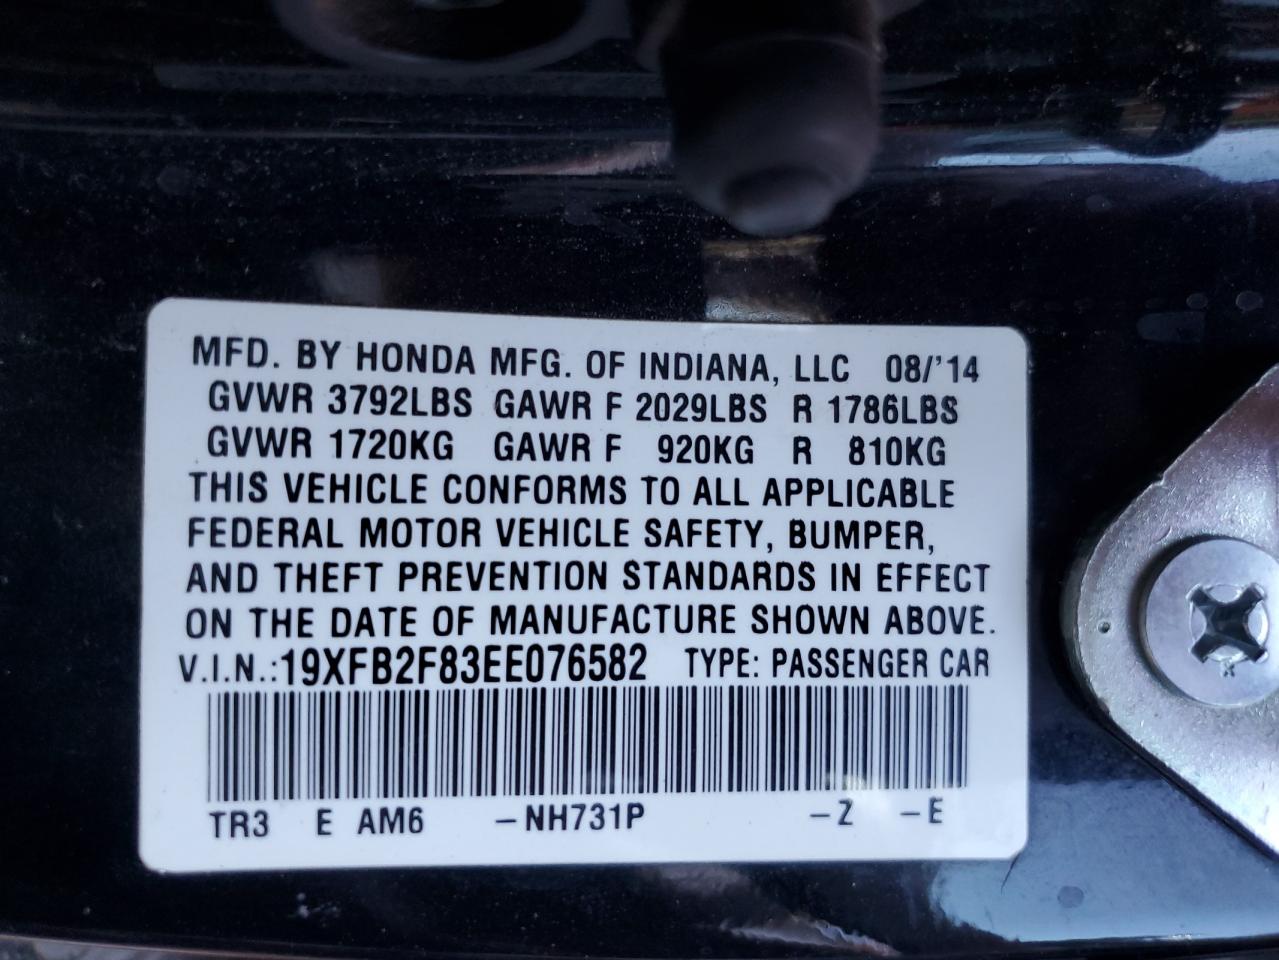 MFD. BY HONDA MFG. OF INDIANA, LLC 08/'14
GVWR 3792LBS GAWR F 2029LBS R 1786LBS
GVWR 1720KG GAWR F 920KG R 810KG
THIS VEHICLE CONFORMS TO ALL APPLICABLE
FEDERAL MOTOR VEHICLE SAFETY, BUMPER,
AND THEFT PREVENTION STANDARDS IN EFFECT
ON THE DATE OF MANUFACTURE SHOWN ABOVE.
V.I.N.:19XFB2F83EE076582 TYPE: PASSENGER CAR
TR3 E AM6 –NH731P –Z –E